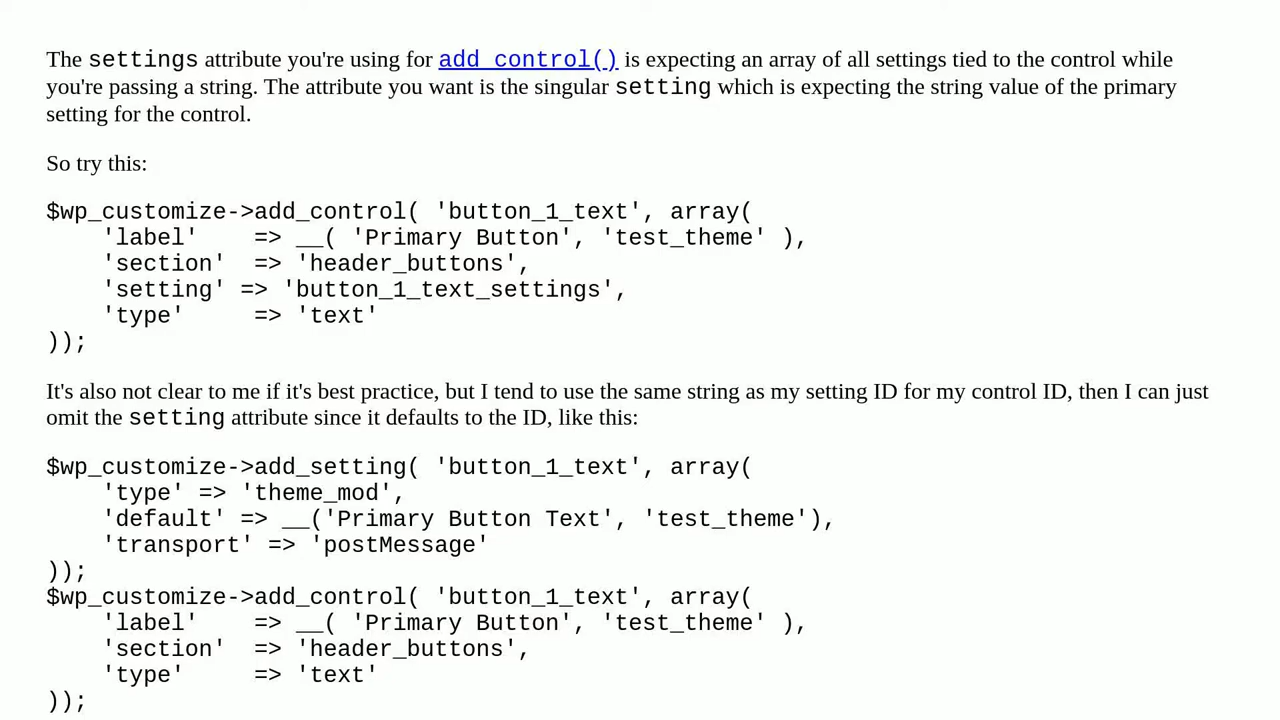 The settings attribute you're using for add_control() is expecting an array of all settings tied to the control while
you're passing a string. The attribute you want is the singular setting which is expecting the string value of the primary
setting for the control.
So try this:
$wp_customize->add_control( 'button_1_text', array(
    'label'    => __( 'Primary Button', 'test_theme' ),
    'section'  => 'header_buttons',
    'setting' => 'button_1_text_settings',
    'type'     => 'text'
));
It's also not clear to me if it's best practice, but I tend to use the same string as my setting ID for my control ID, then I can just
omit the setting attribute since it defaults to the ID, like this:
$wp_customize->add_setting( 'button_1_text', array(
    'type' => 'theme_mod',
    'default' => __('Primary Button Text', 'test_theme'),
    'transport' => 'postMessage'
));
$wp_customize->add_control( 'button_1_text', array(
    'label'    => __( 'Primary Button', 'test_theme' ),
    'section'  => 'header_buttons',
    'type'     => 'text'
));